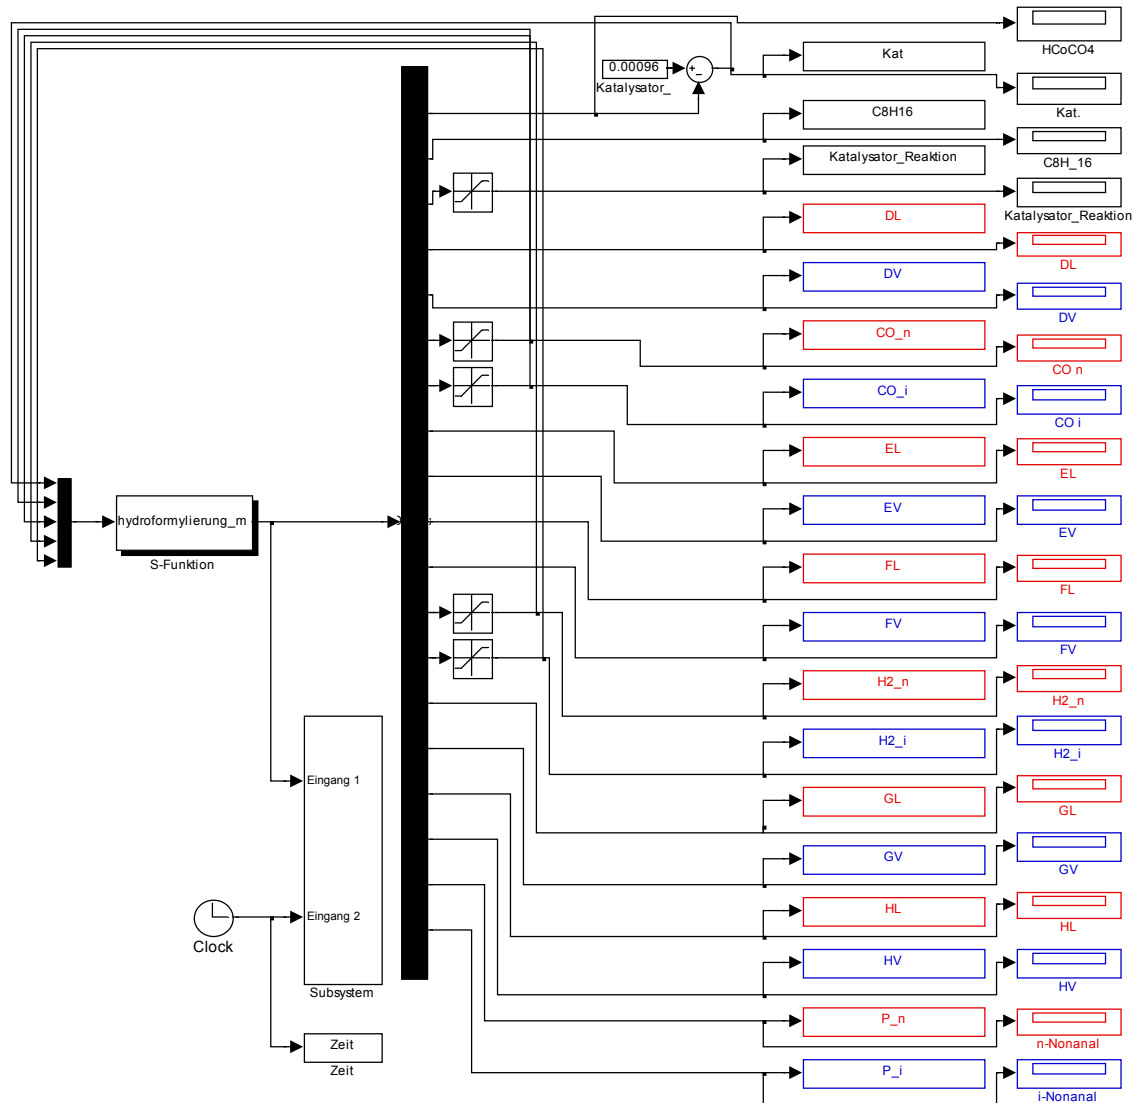 HCoCO4
0.00096
+
−
Katalysator_
Kat
Kat.
C8H16
C8H_16
Katalysator_Reaktion
Katalysator_Reaktion
DL
DL
DV
DV
CO_n
CO n
CO_i
CO i
EL
EL
hydroformylierung_m
S-Funktion
EV
EV
FL
FL
FV
FV
H2_n
H2_n
H2_i
H2_i
Eingang 1
GL
GL
GV
GV
Eingang 2
Clock
HL
HL
Subsystem
HV
HV
Zeit
Zeit
P_n
n-Nonanal
P_i
i-Nonanal